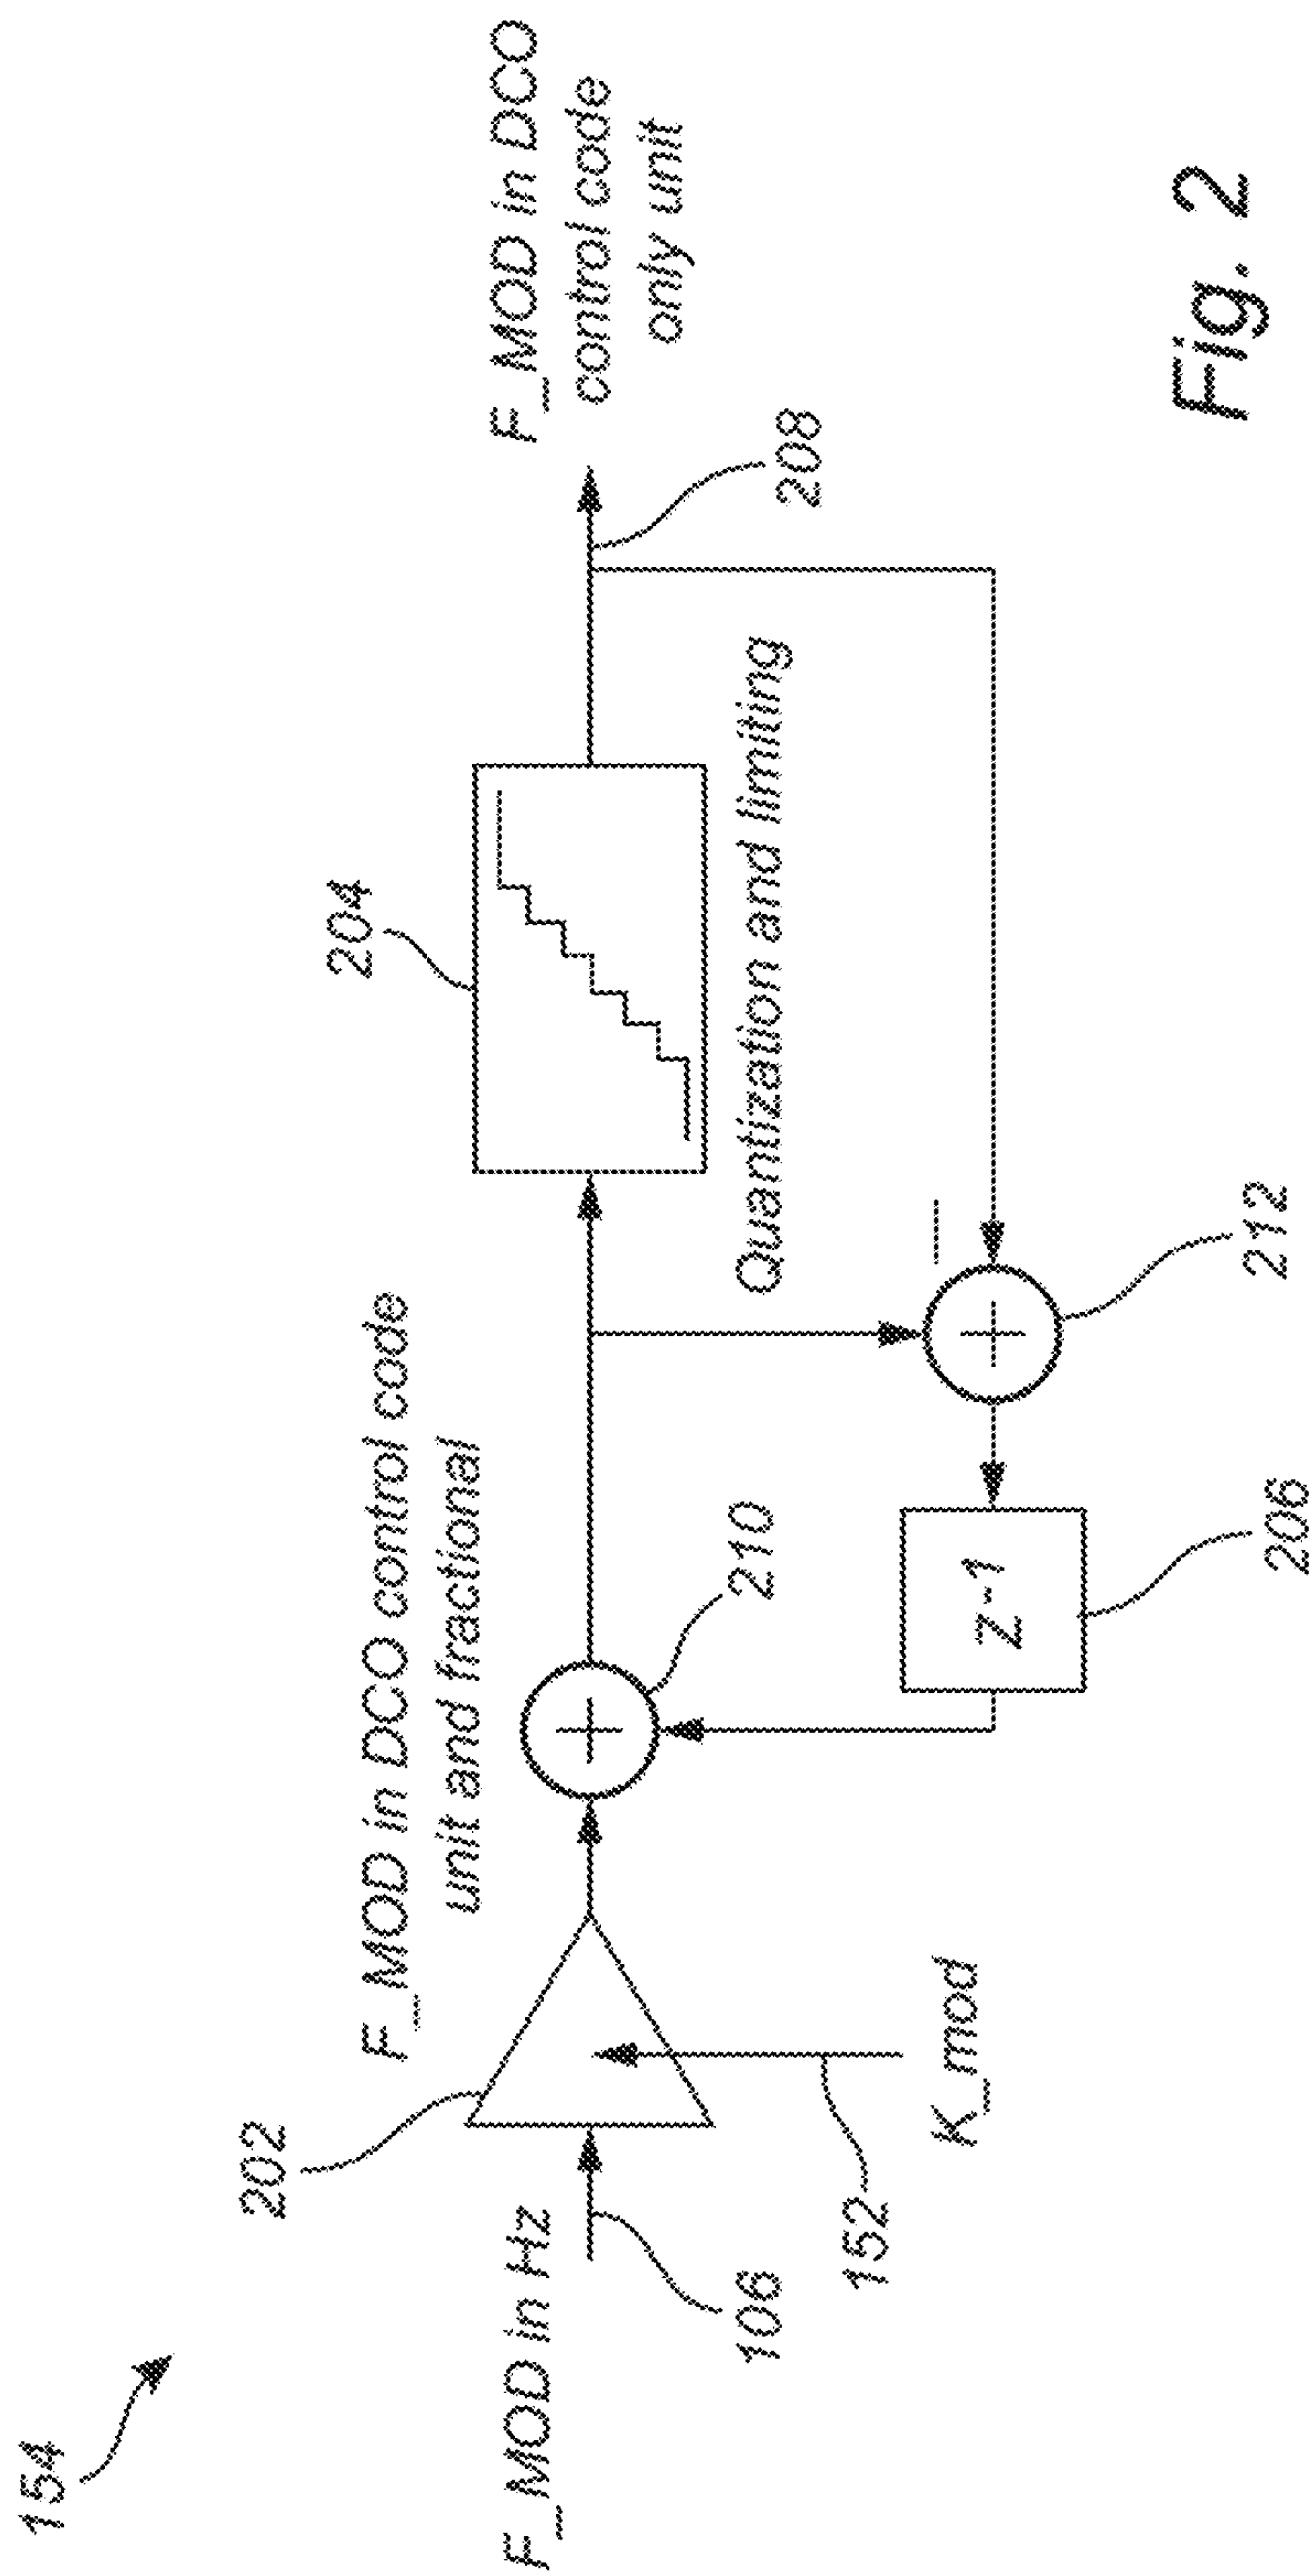 154
F_MOD in Hz
106
202
152
K_mod
F_MOD in DCO control code
unit and fractional
210
204
Quantization and limiting
Z-1
206
212
208
F_MOD in DCO
control code
only unit
Fig. 2